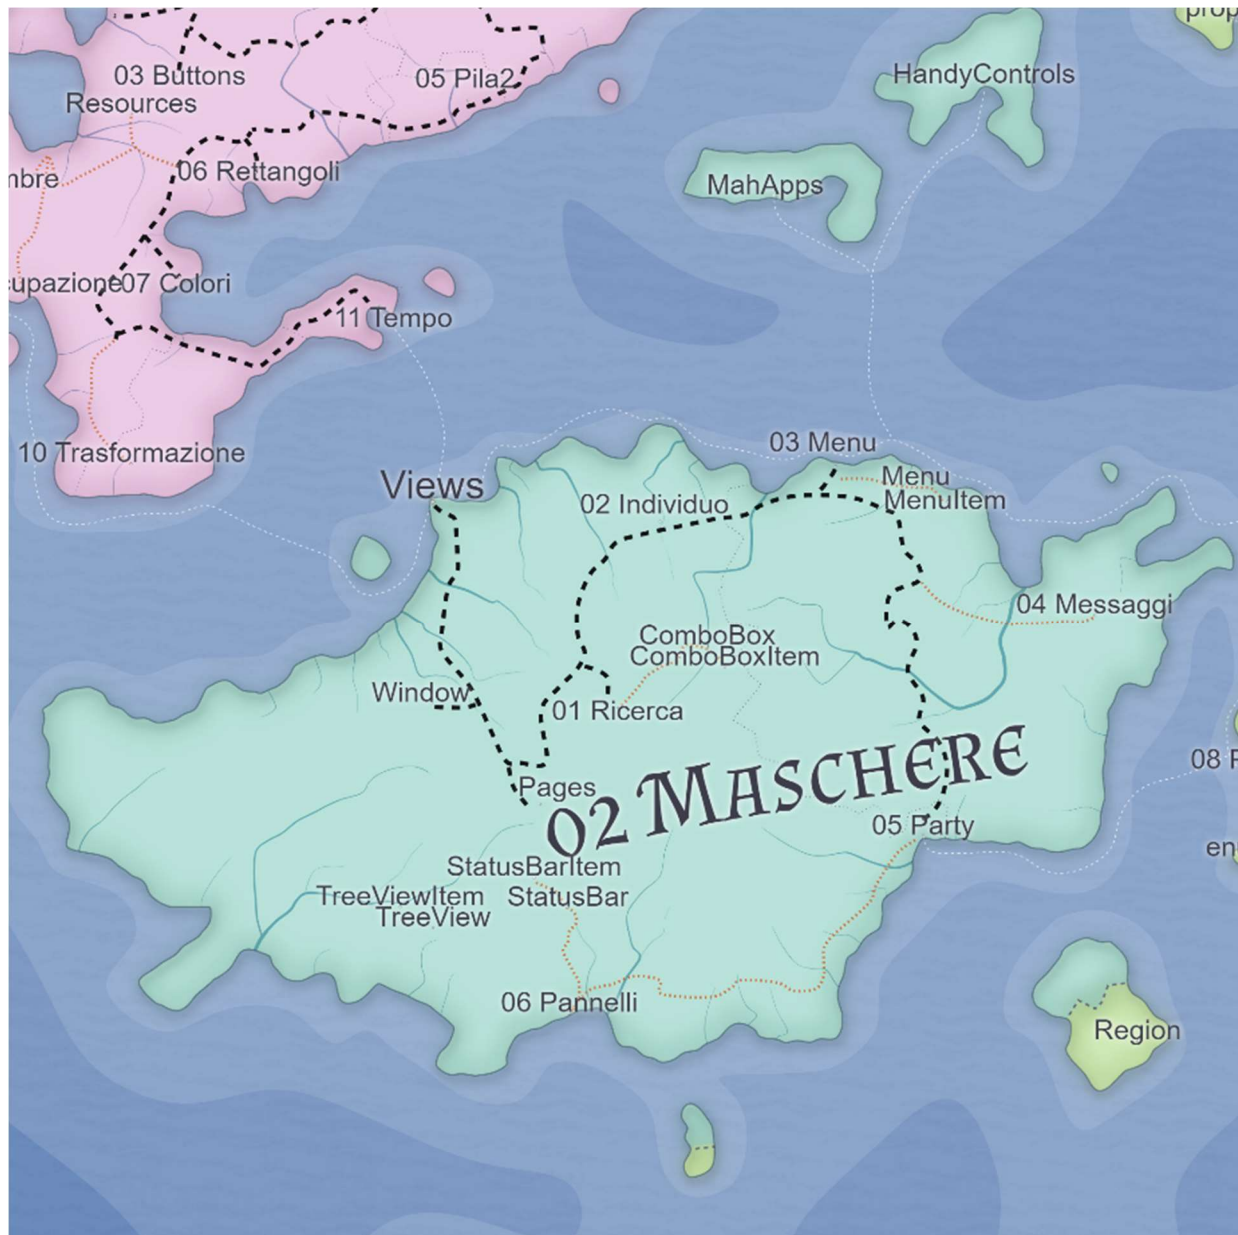 HandyControls
03 Buttons
05 Pila2
Resources
06 Rettangoli
MahApps
07 Colori
11 Tempo
10 Trasformazione
03 Menu
Views
Menu
02 Individuo
MenuItem
04 Messaggi
ComboBox
ComboBoxItem
Window
01 Ricerca
02 MASCHERE
Pages
05 Party
StatusBarItem
TreeViewItem
StatusBar
TreeView
06 Pannelli
Region